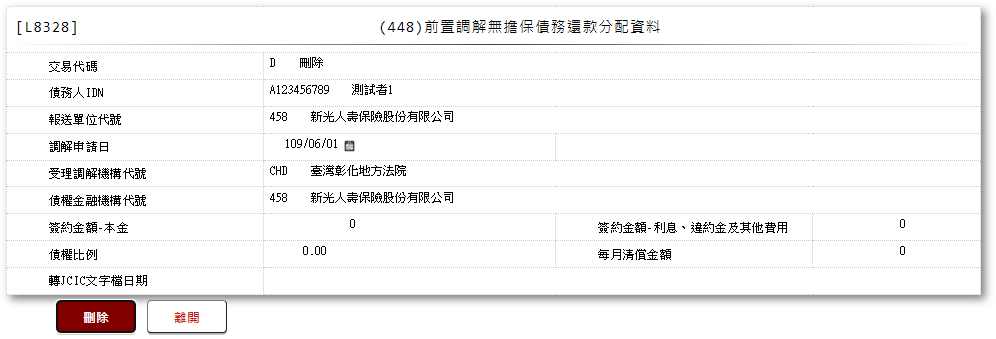 [L8328] (448)前置調解無擔保債務還款分配資料
交易代碼 D 刪除
債務人IDN A123456789 測試者1
報送單位代號 458 新光人壽保險股份有限公司
調解申請日 109/06/01
受理調解機構代號 CHD 臺灣彰化地方法院
債權金融機構代號 458 新光人壽保險股份有限公司
簽約金額-本金 0 簽約金額-利息、違約金及其他費用 0
債權比例 0.00 每月清償金額 0
轉JCIC文字檔日期
刪除 離開